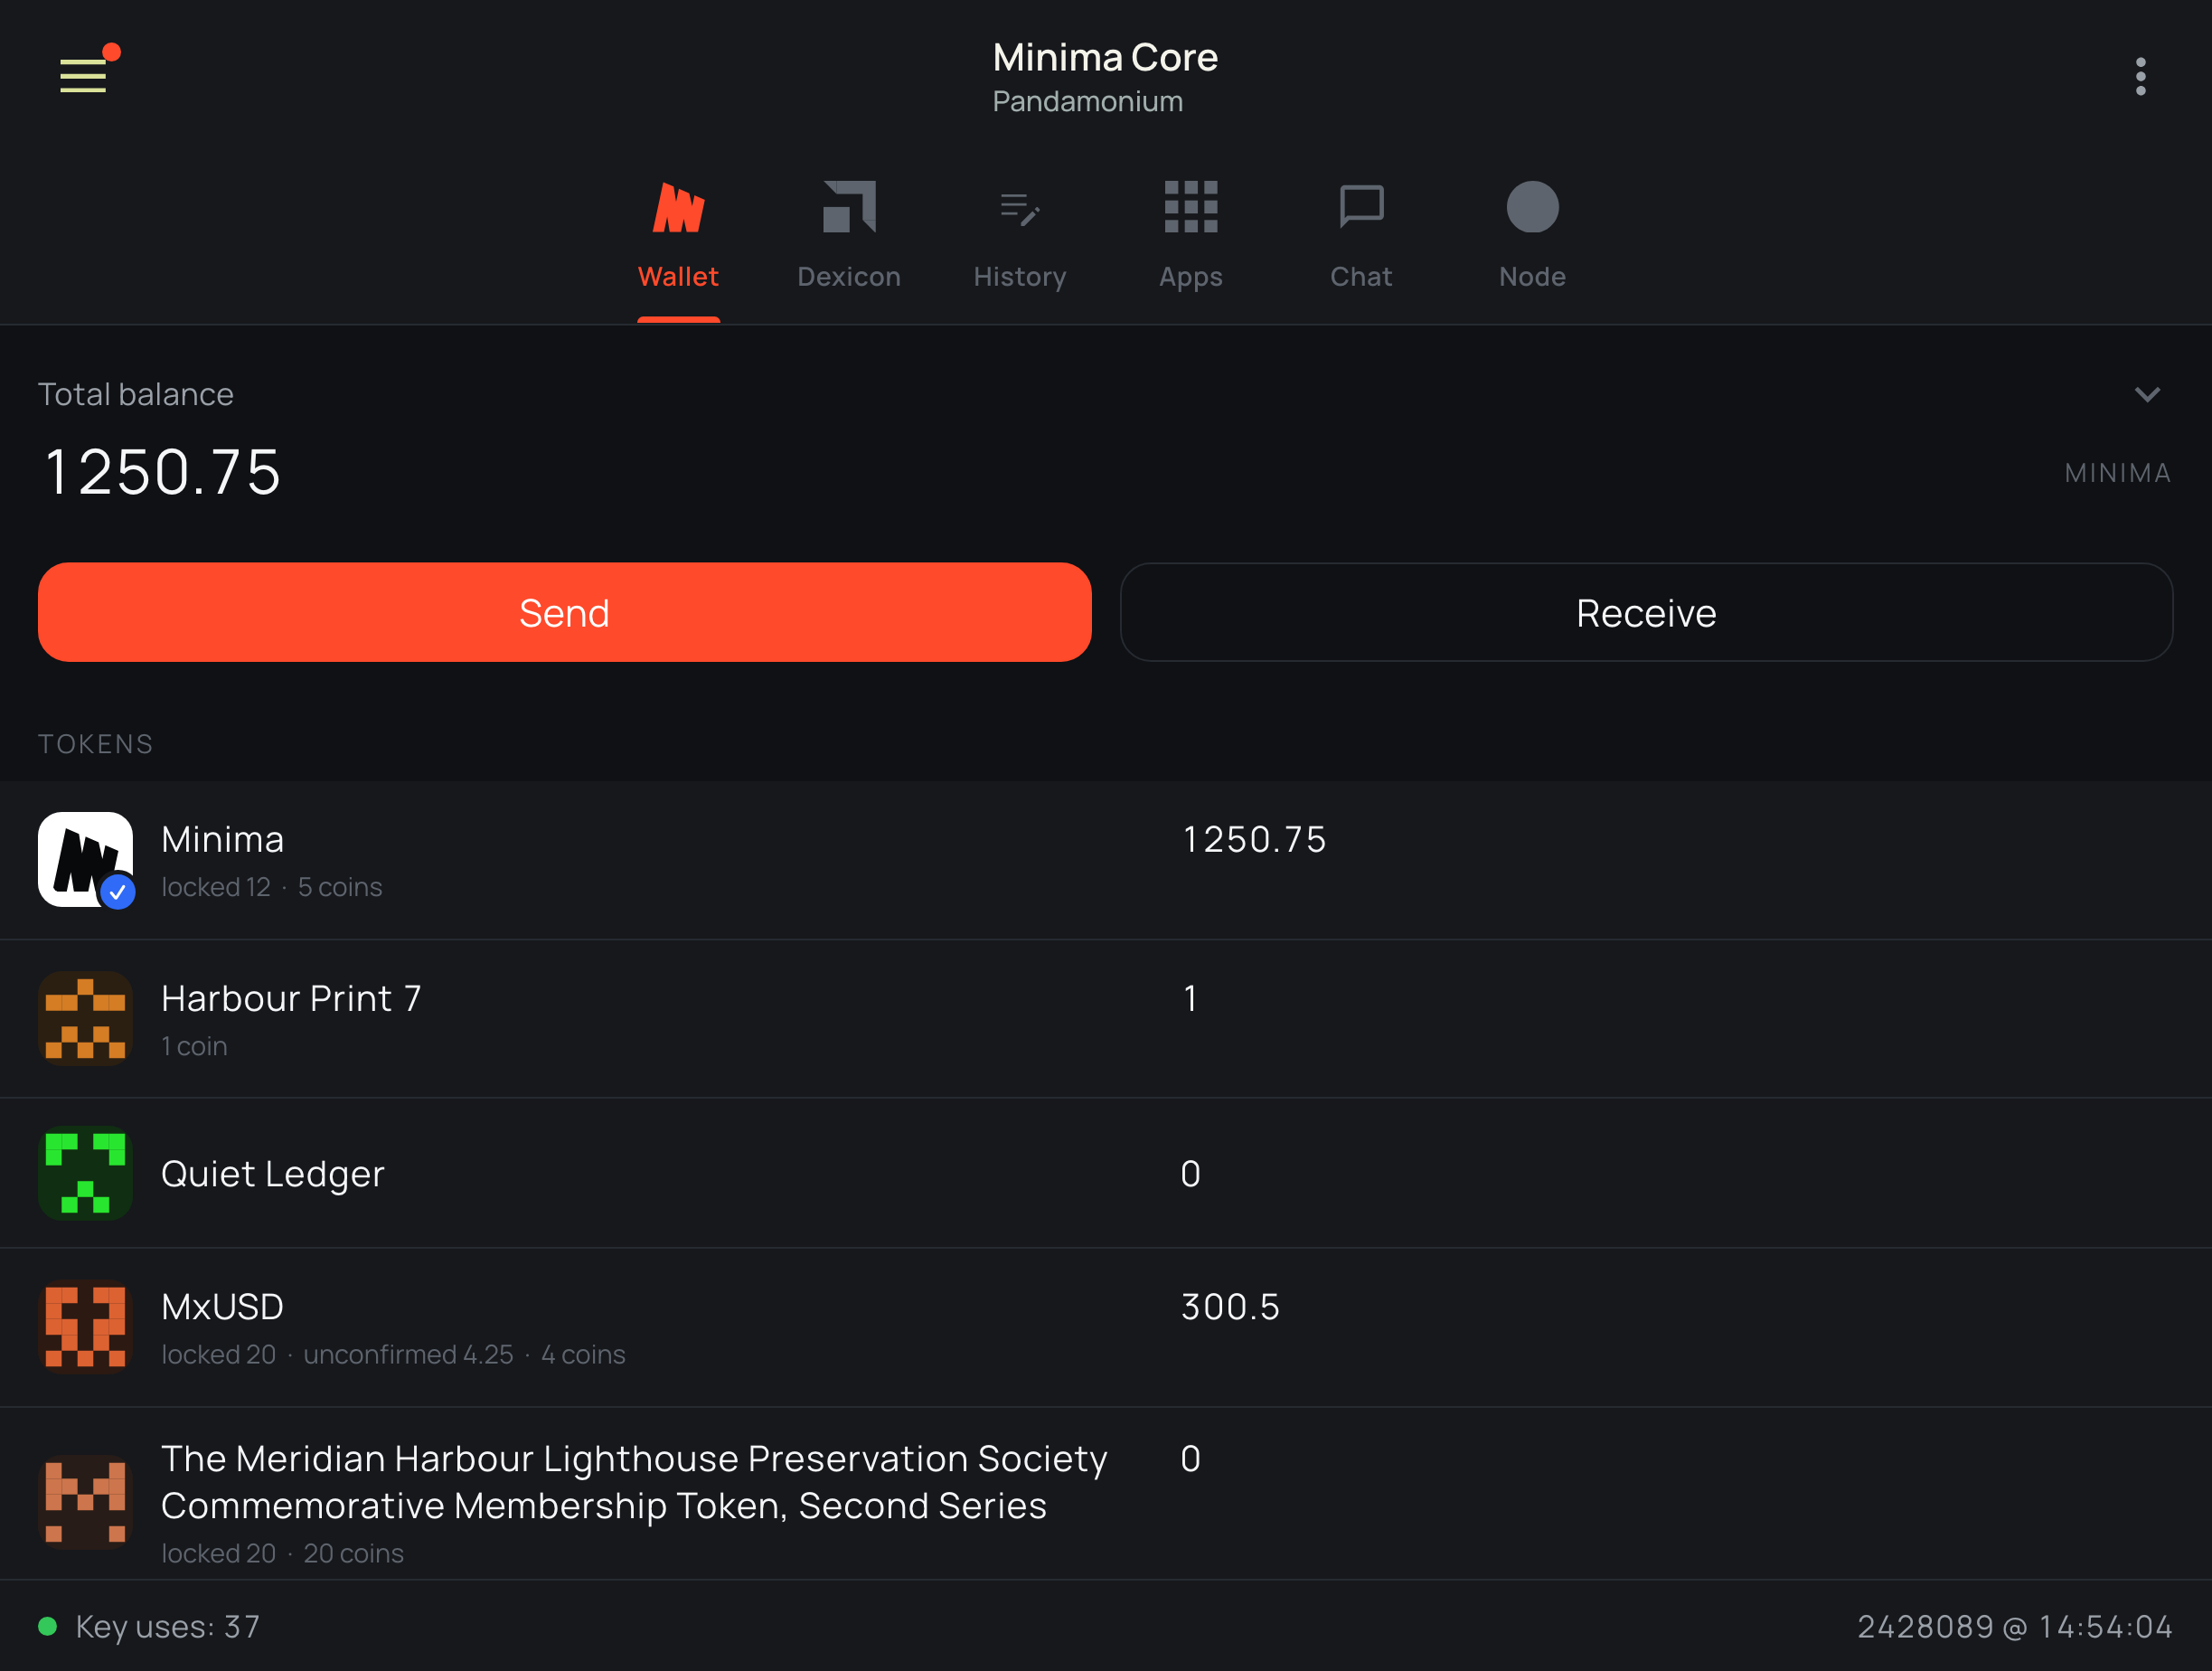 Minima Core
Pandamonium
Wallet
Dexicon
History
Apps
Chat
Node
Total balance
1250.75
MINIMA
Send
Receive
TOKENS
Minima
1250.75
locked 12 · 5 coins
Harbour Print 7
1
1 coin
Quiet Ledger
0
MxUSD
300.5
locked 20 · unconfirmed 4.25 · 4 coins
The Meridian Harbour Lighthouse Preservation Society
0
Commemorative Membership Token, Second Series
locked 20 · 20 coins
Key uses: 37
2428089 @ 14:54:04